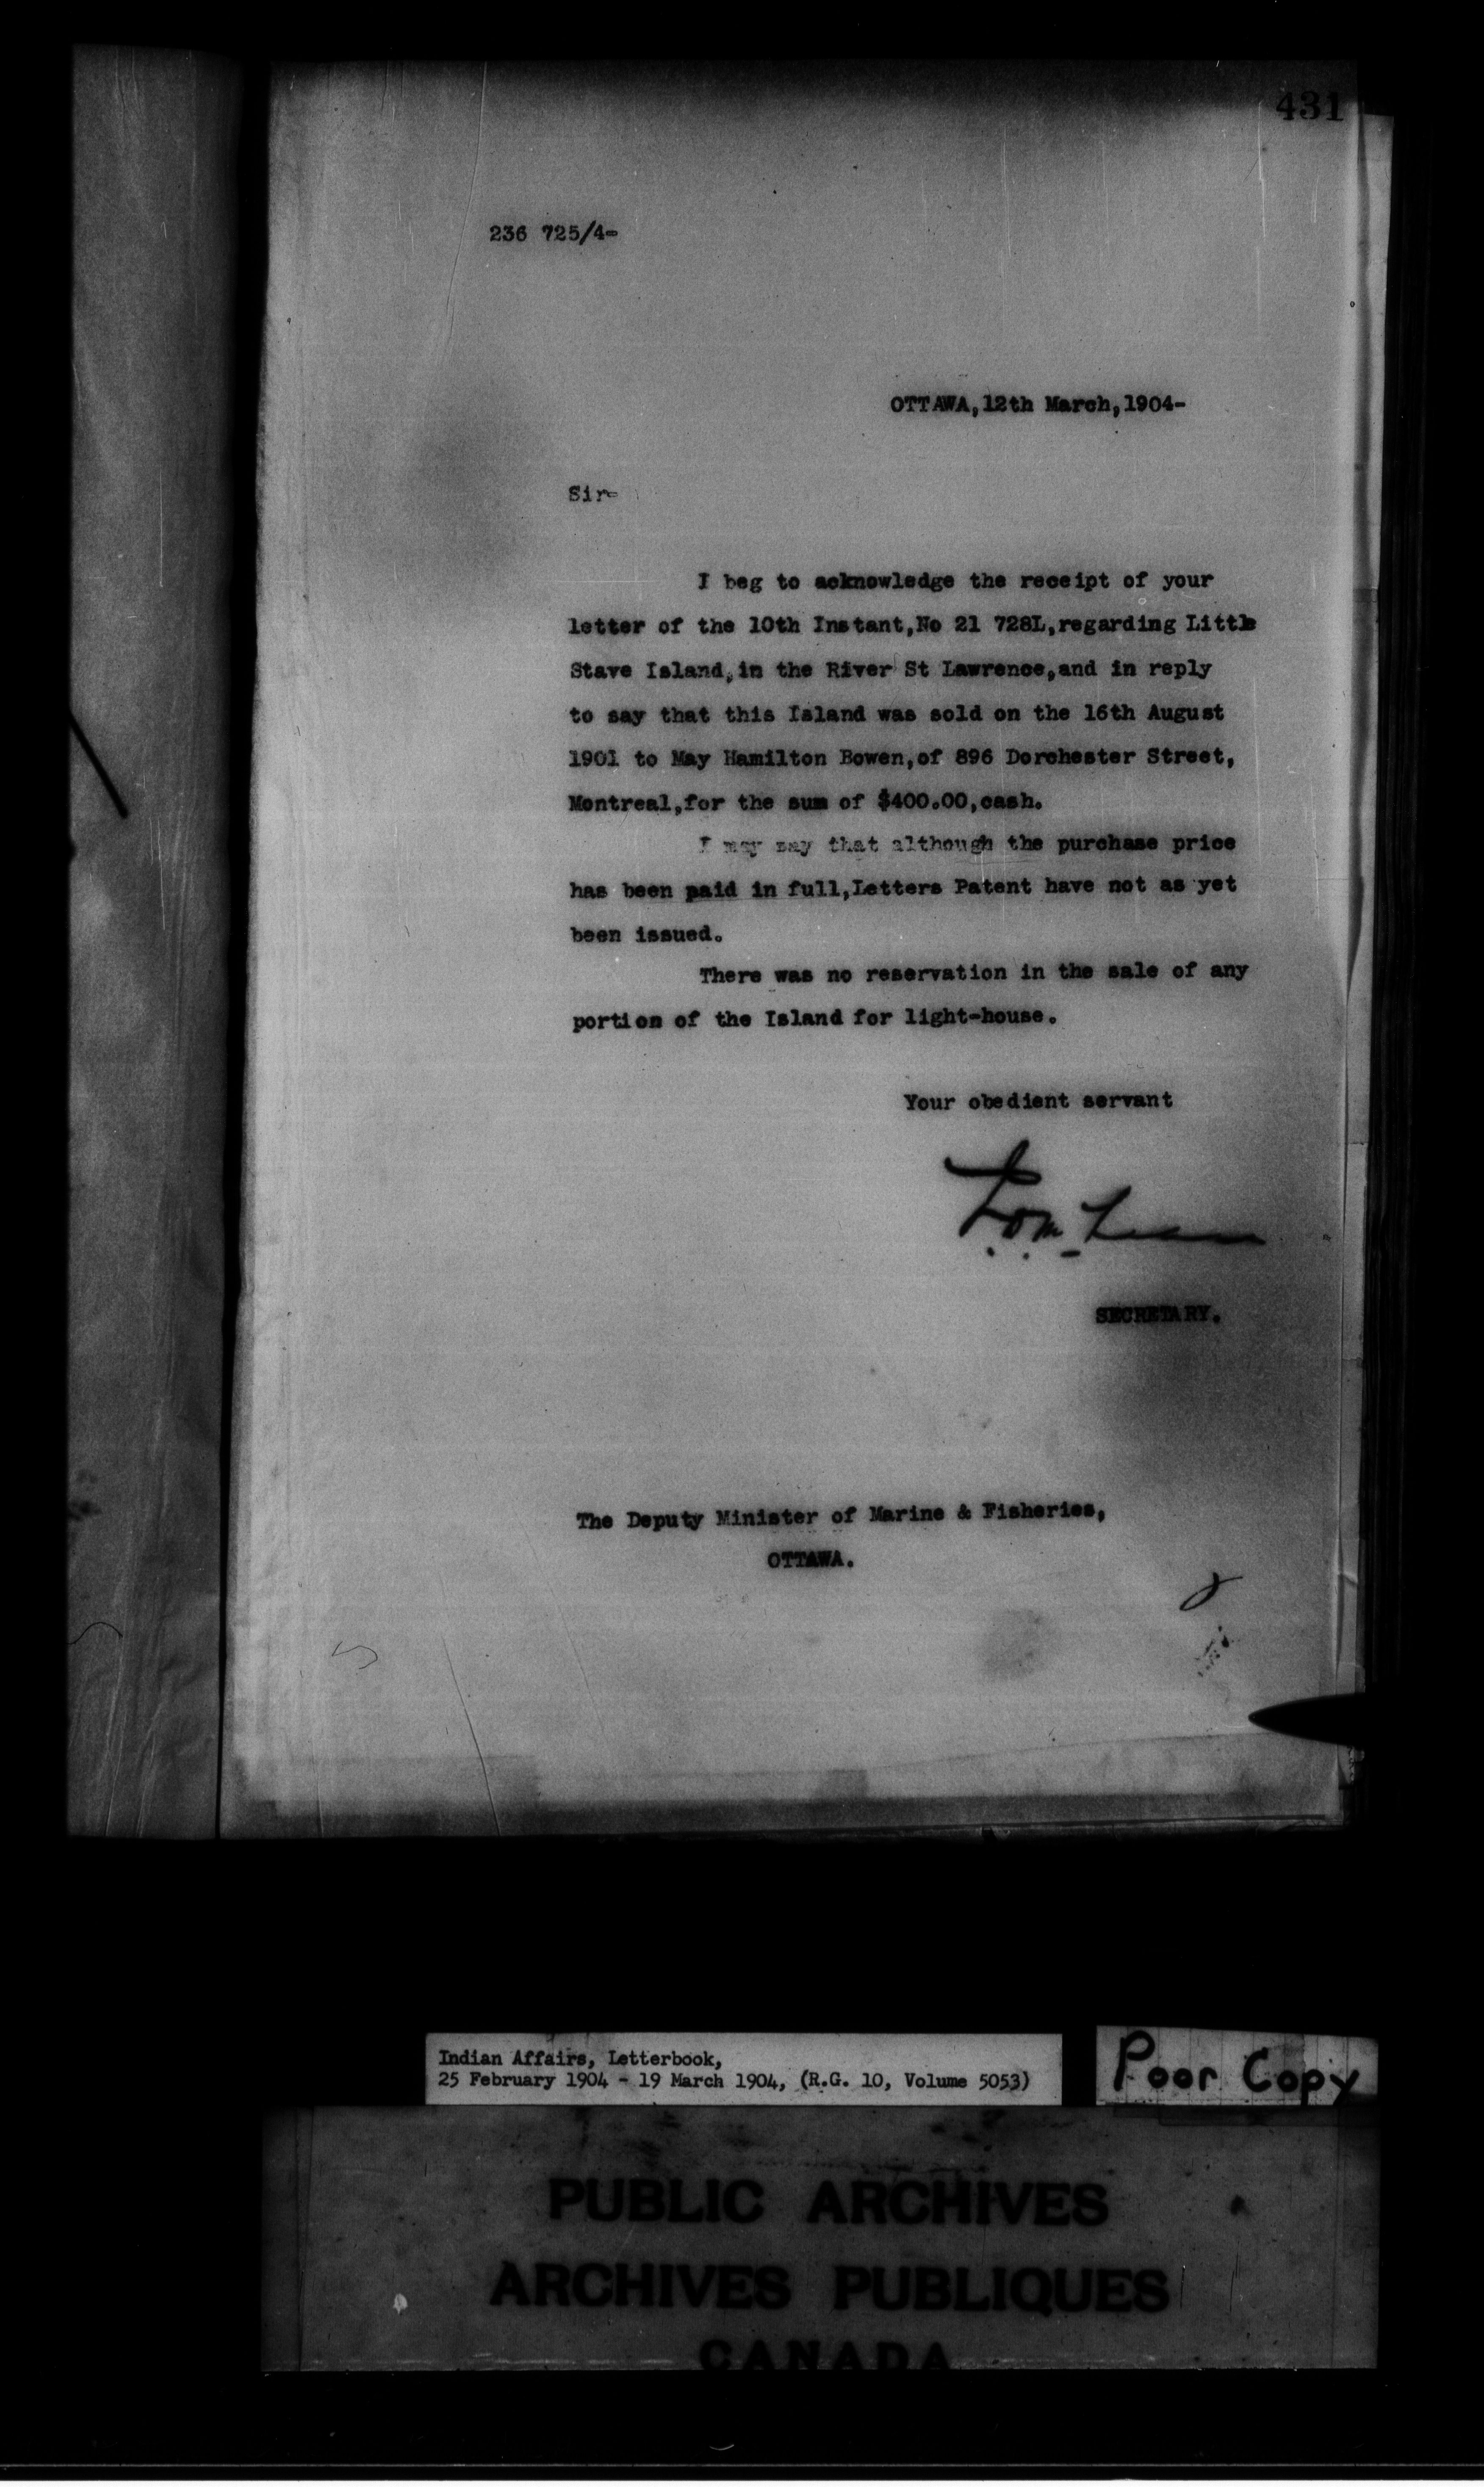 431
236 725/4-
OTTAWA,12th March,1904-
Sir-
I beg to acknowledge the receipt of your
letter of the 10th Instant,No 21 728L,regarding Little
Stave Island,in the River St Lawrence,and in reply
to say that this Island was sold on the 16th August
1901 to May Hamilton Bowen,of 896 Dorchester Street,
Montreal,for the sum of $400.00,cash.
I may say that although the purchase price
has been paid in full,Letters Patent have not as yet
been issued.
There was no reservation in the sale of any
portion of the Island for light-house.
Your obedient servant
SECRETARY.
The Deputy Minister of Marine & Fisheries,
OTTAWA.
Indian Affairs, Letterbook,
25 February 1904 - 19 March 1904, (R.G. 10, Volume 5053)
Poor Copy
PUBLIC ARCHIVES
ARCHIVES PUBLIQUES
CANADA